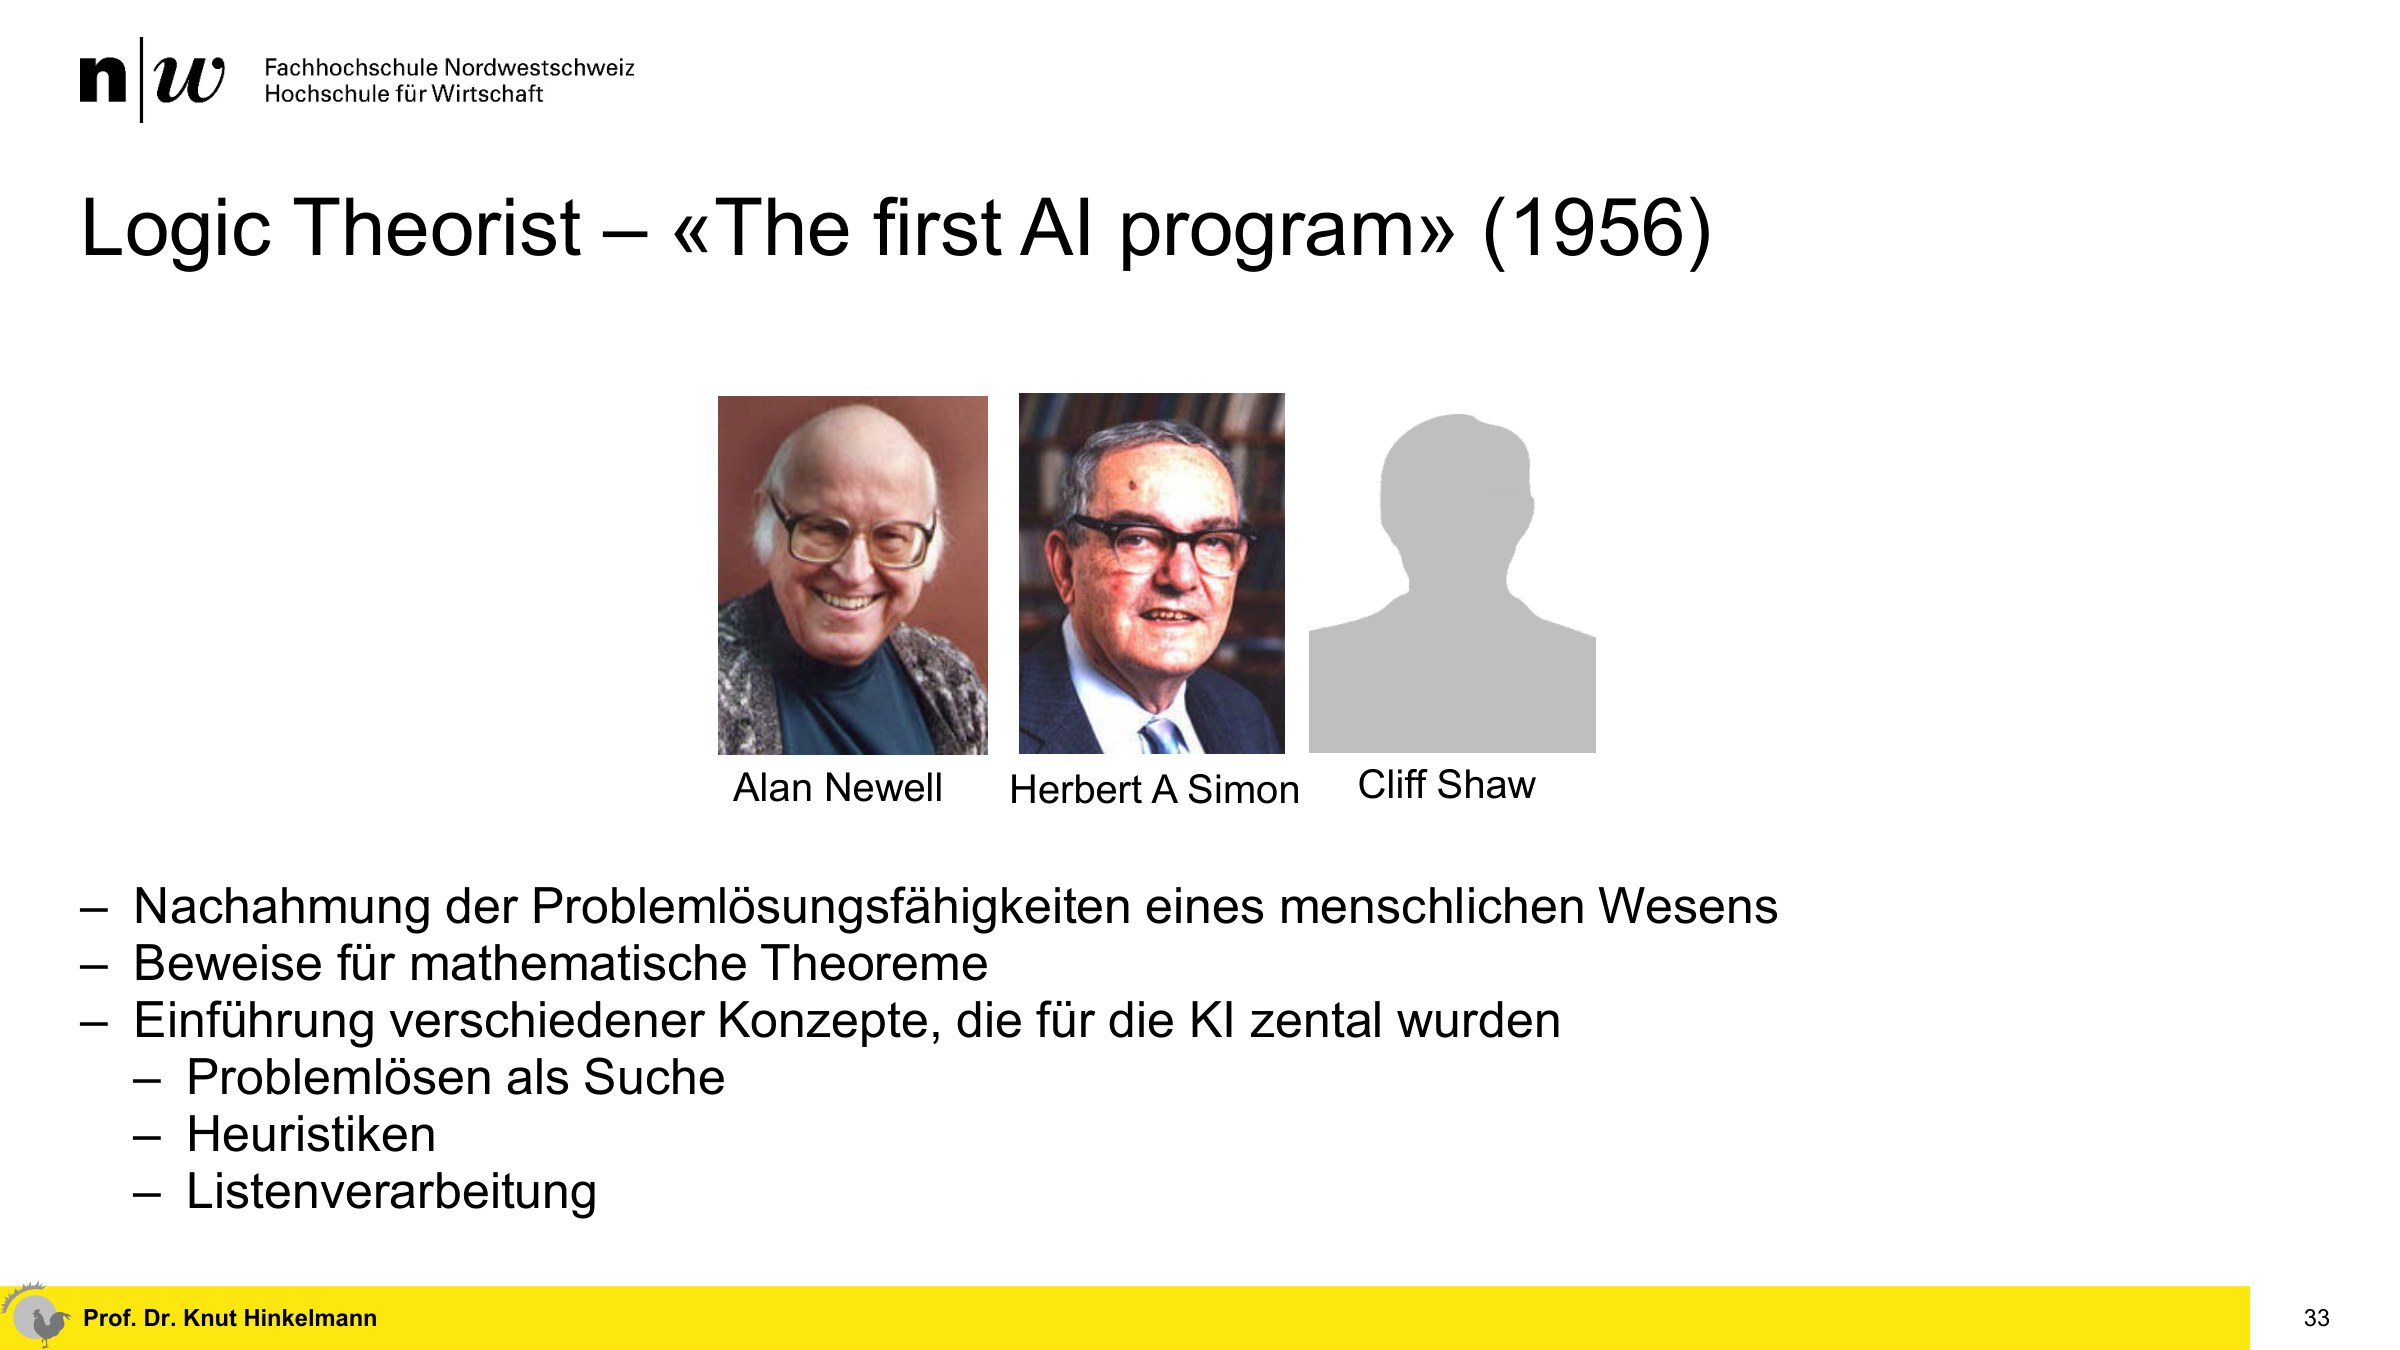 n|w
Fachhochschule Nordwestschweiz
Hochschule für Wirtschaft
Logic Theorist – «The first AI program» (1956)
Alan Newell
Herbert A Simon
Cliff Shaw
– Nachahmung der Problemlösungsfähigkeiten eines menschlichen Wesens
– Beweise für mathematische Theoreme
– Einführung verschiedener Konzepte, die für die KI zental wurden
– Problemlösen als Suche
– Heuristiken
– Listenverarbeitung
Prof. Dr. Knut Hinkelmann
33